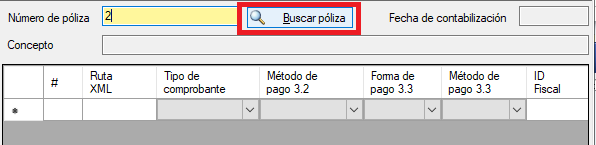 Número de póliza 2 Buscar póliza Fecha de contabilización
Concepto
# Ruta XML Tipo de comprobante Método de pago 3.2 Forma de pago 3.3 Método de pago 3.3 ID Fiscal
*